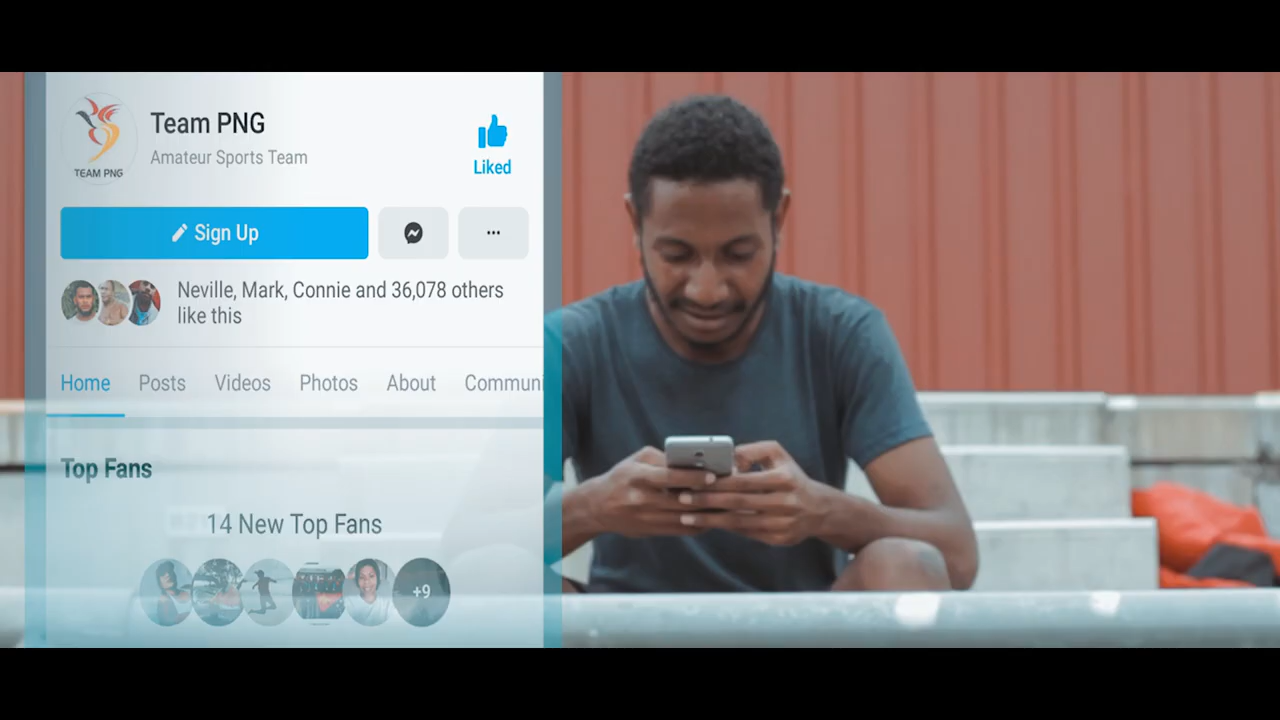 Team PNG
Amateur Sports Team
TEAM PNG
Liked
Sign Up
Neville, Mark, Connie and 36,078 others
like this
Home Posts Videos Photos About Communi
Top Fans
14 New Top Fans
+9